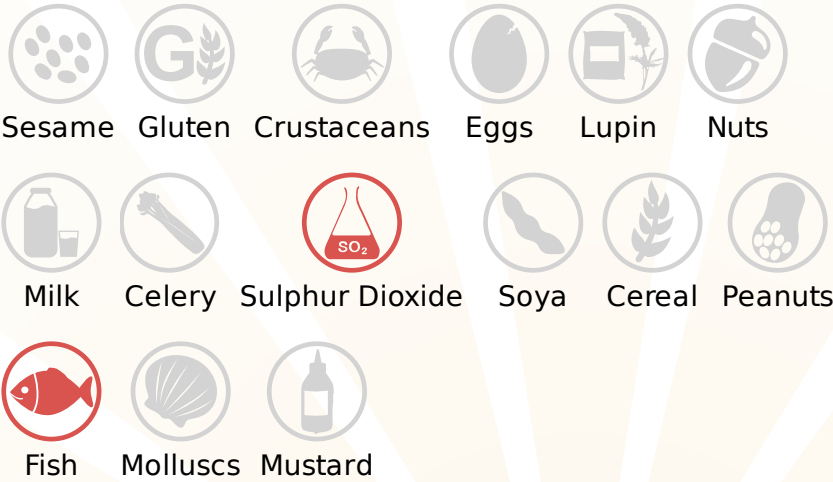 G
Sesame Gluten Crustaceans Eggs Lupin Nuts
SO₂
Milk Celery Sulphur Dioxide Soya Cereal Peanuts
Fish Molluscs Mustard